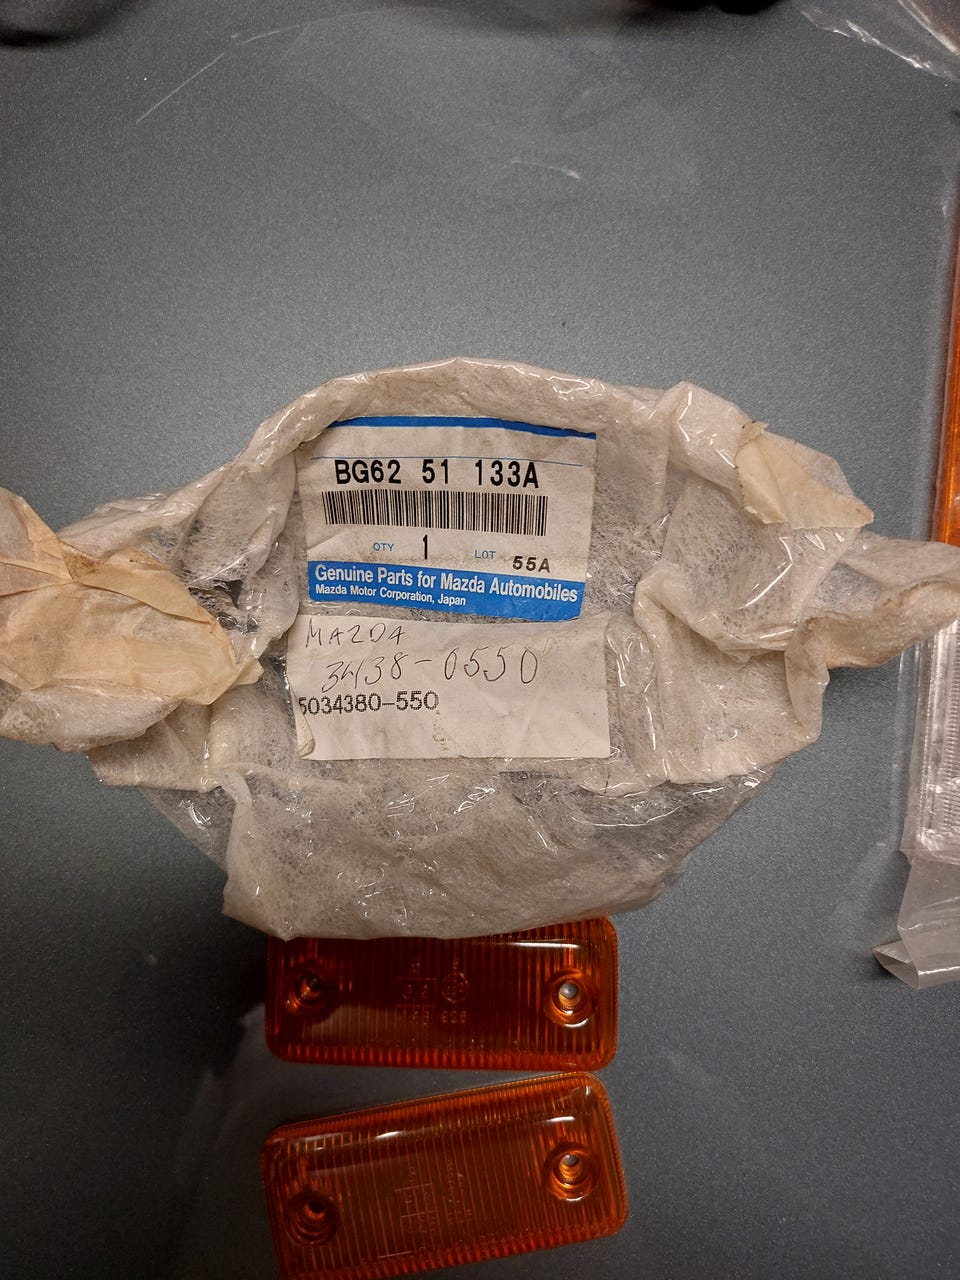 BG62 51 133A
QTY 1 LOT 55A
Genuine Parts for Mazda Automobiles
Mazda Motor Corporation, Japan
MAZDA
3438-0550
5034380-550